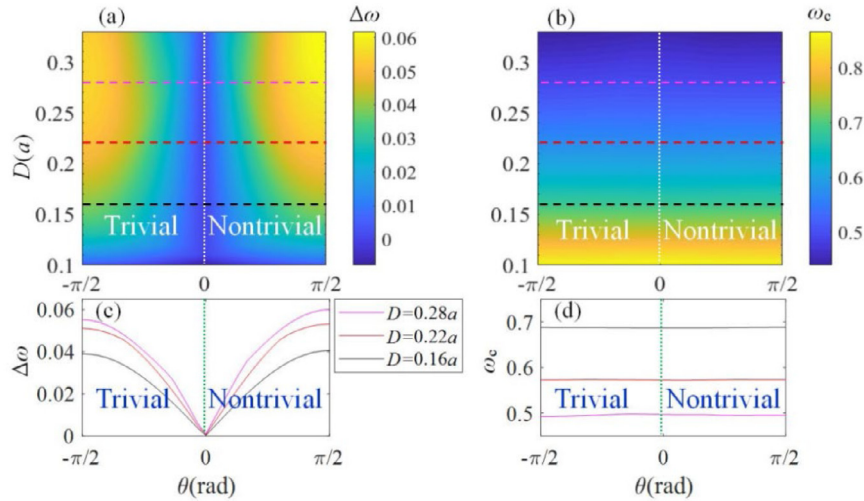 (a)
Δω
0.06
0.05
0.04
0.03
0.02
0.01
0
D(a)
0.3
0.25
0.2
0.15
0.1
Trivial
Nontrivial
-π/2
0
π/2
(b)
ωc
0.8
0.7
0.6
0.5
0.3
0.25
0.2
0.15
0.1
Trivial
Nontrivial
-π/2
0
π/2
(c)
Δω
0.06
0.04
0.02
0
Trivial
Nontrivial
-π/2
0
π/2
θ(rad)
D=0.28a
D=0.22a
D=0.16a
(d)
ωc
0.7
0.6
0.5
Trivial
Nontrivial
-π/2
0
π/2
θ(rad)